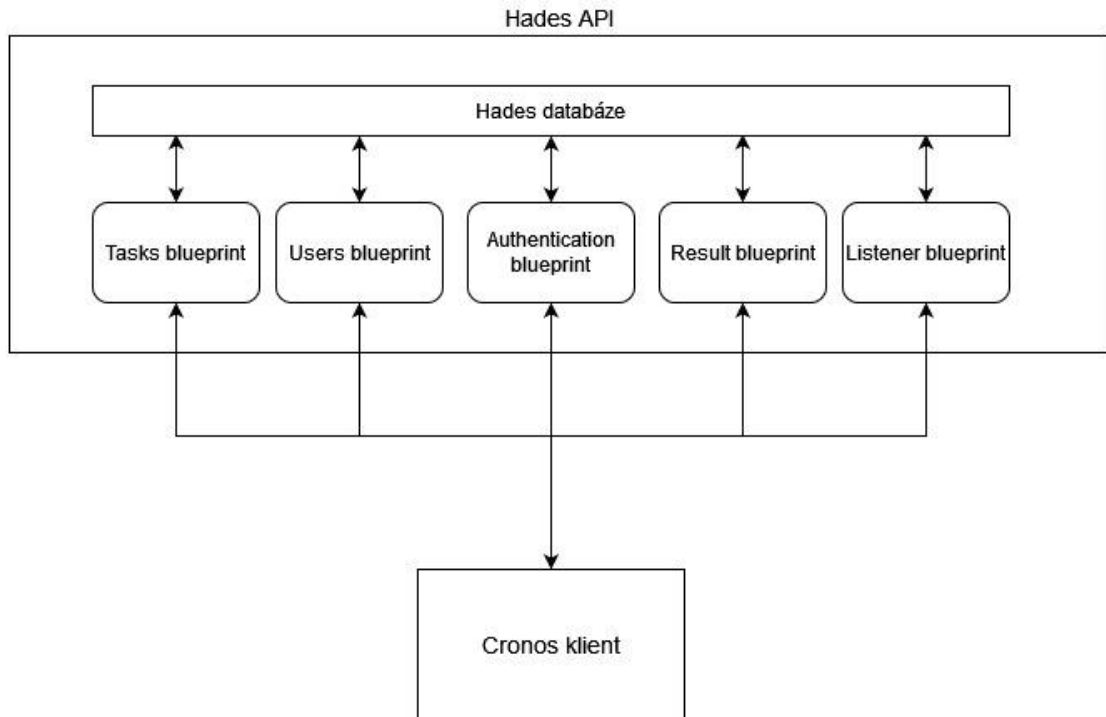 Hades API
Hades databáze
Tasks blueprint
Users blueprint
Authentication
blueprint
Result blueprint
Listener blueprint
Cronos klient